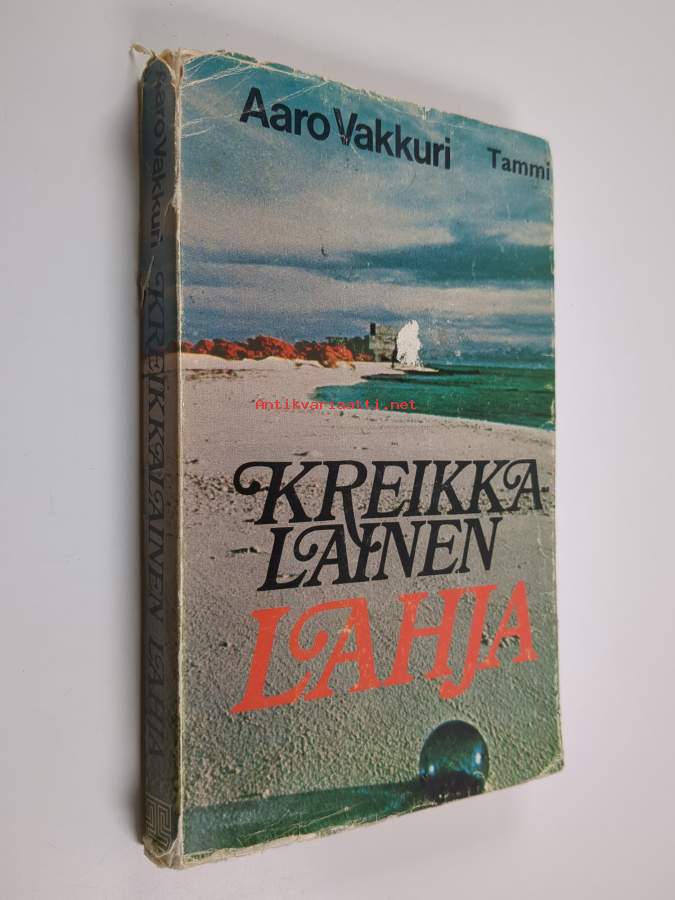 Aaro Vakkuri
Tammi
Antikvariaatti.net
KREIKKA-
LAINEN
LAHJA
Aaro Vakkuri KREIKKALAINEN LAHJA